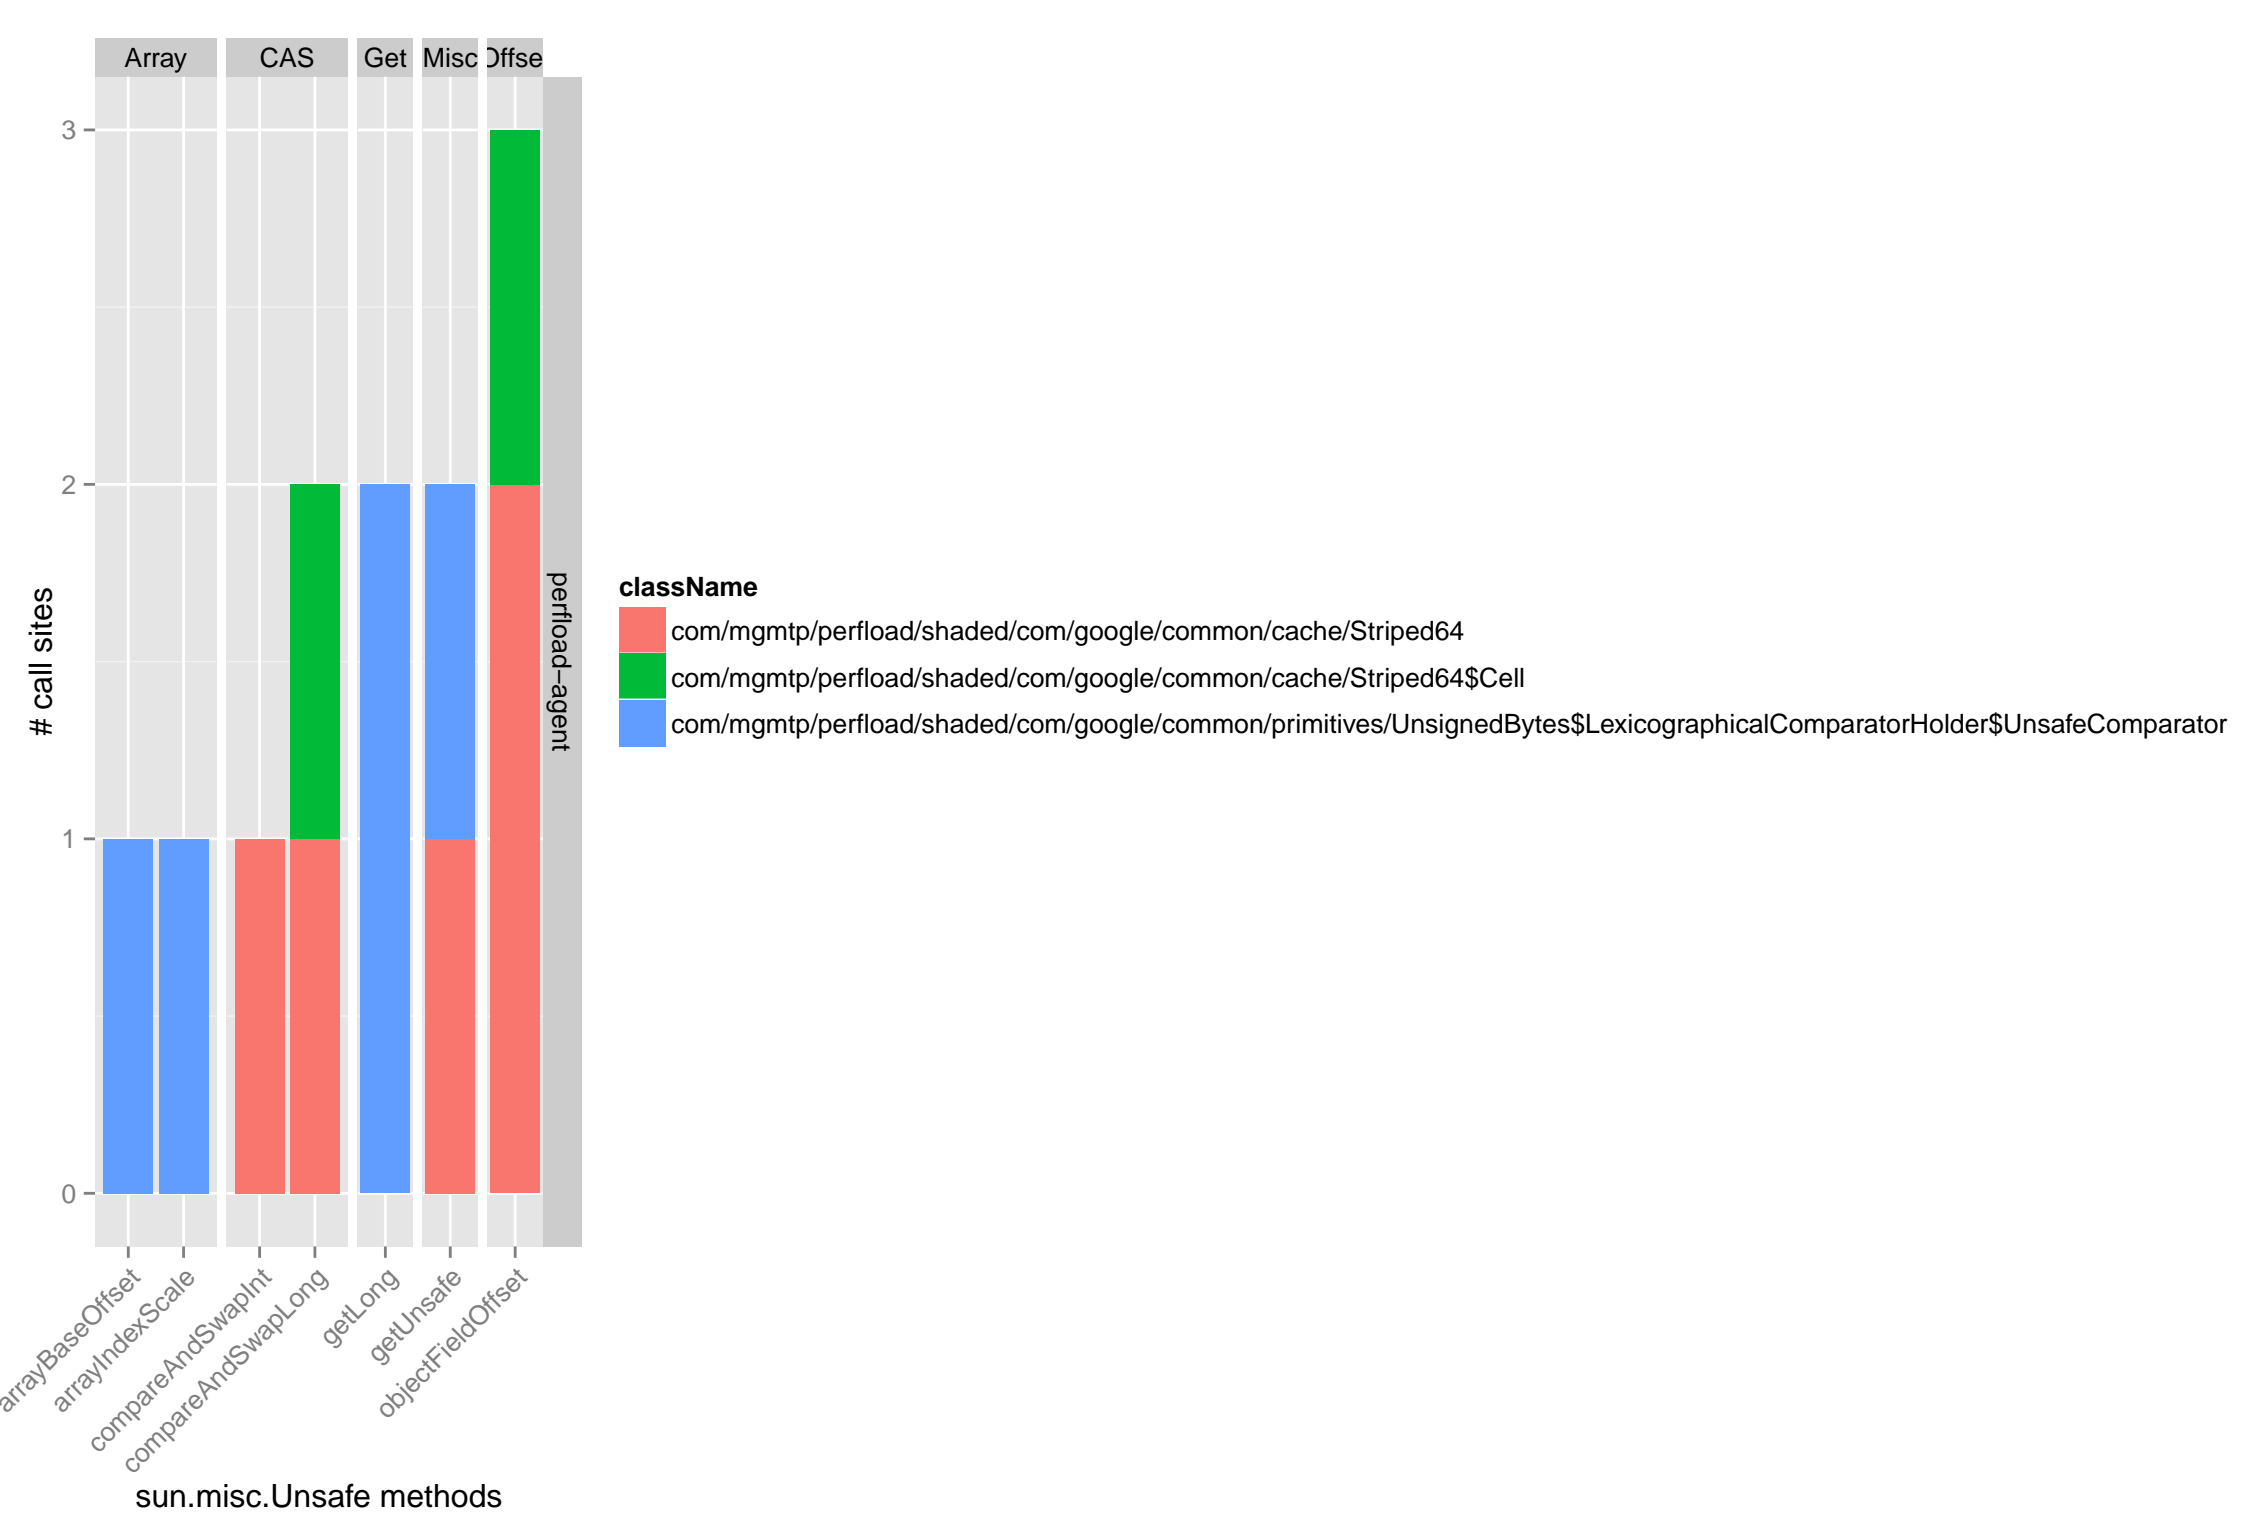 Array CAS Get Misc Offse
3
2
1
0
# call sites
perfload-agent
arrayBaseOffset
arrayIndexScale
compareAndSwapInt
compareAndSwapLong
getLong
getUnsafe
objectFieldOffset
sun.misc.Unsafe methods
className
com/mgmtp/perfload/shaded/com/google/common/cache/Striped64
com/mgmtp/perfload/shaded/com/google/common/cache/Striped64$Cell
com/mgmtp/perfload/shaded/com/google/common/primitives/UnsignedBytes$LexicographicalComparatorHolder$UnsafeComparator